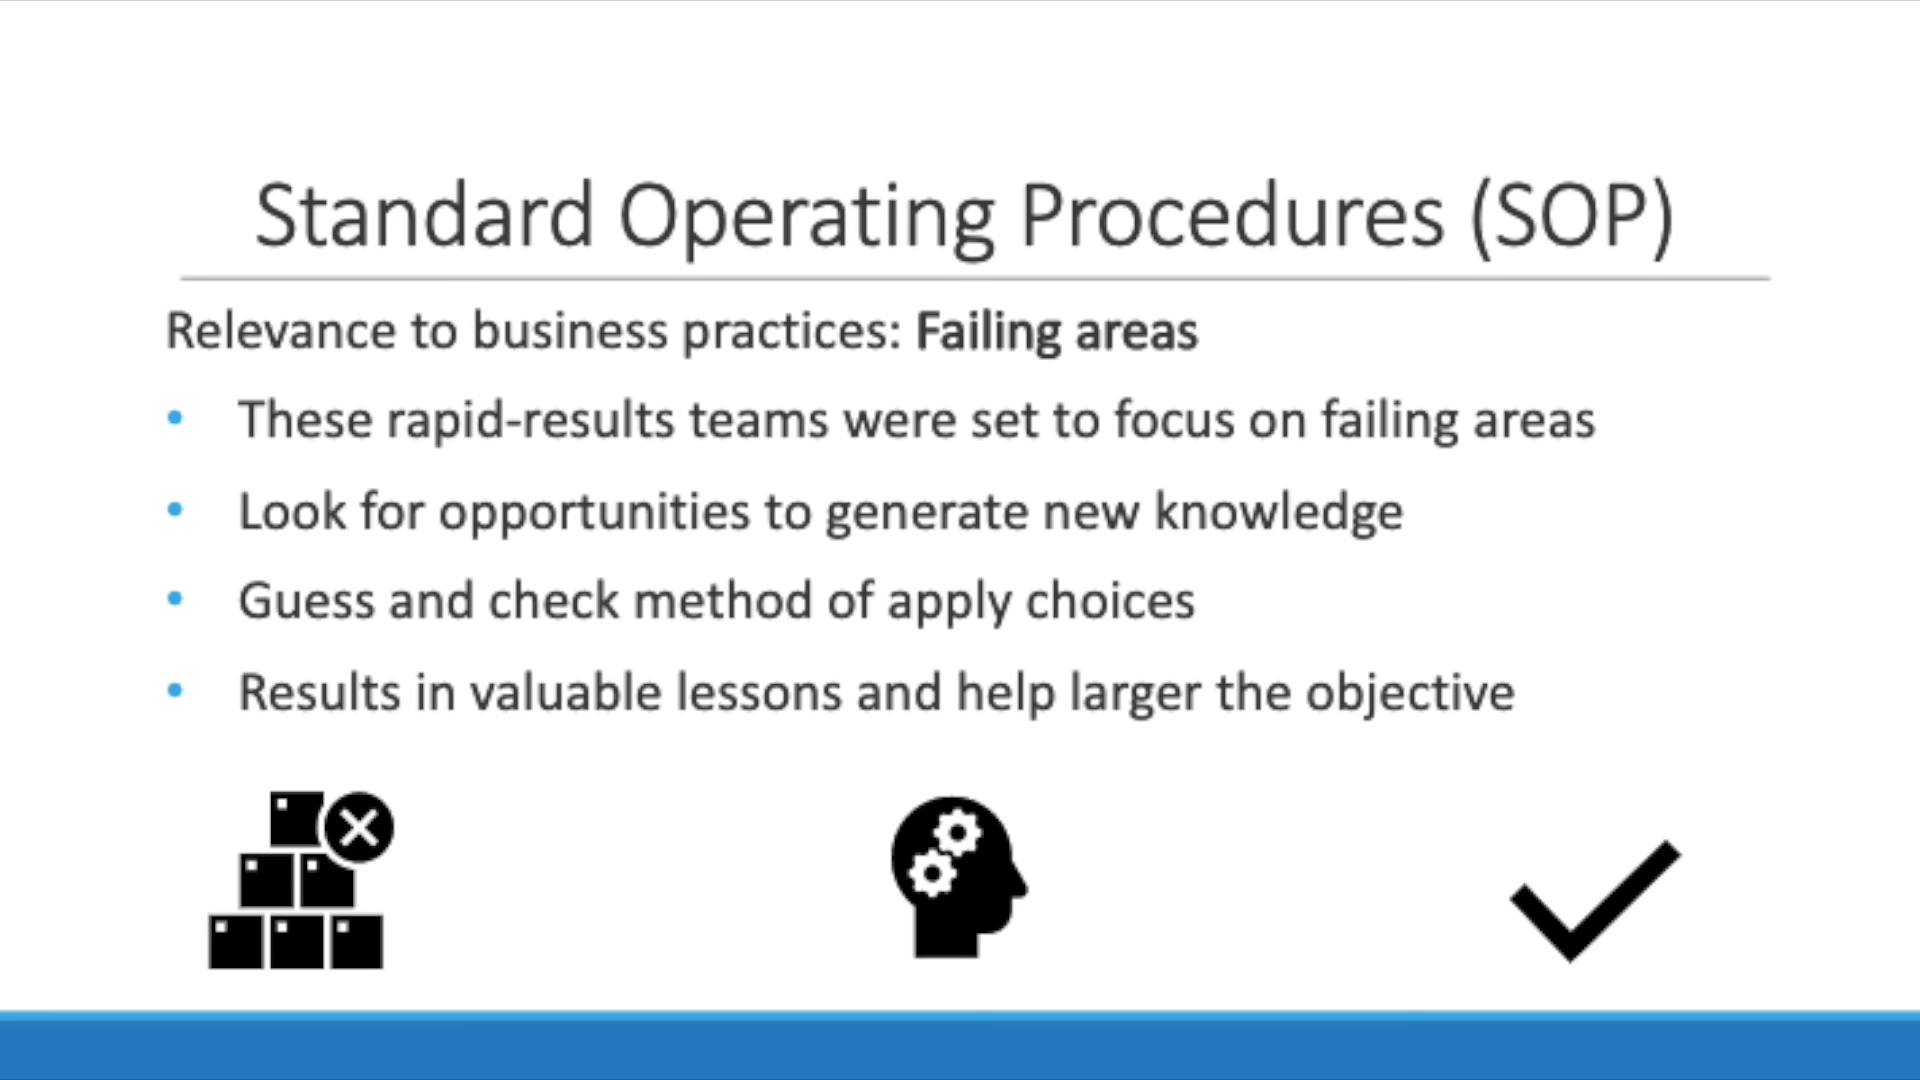 Standard Operating Procedures (SOP)
Relevance to business practices: Failing areas
• These rapid-results teams were set to focus on failing areas
• Look for opportunities to generate new knowledge
• Guess and check method of apply choices
• Results in valuable lessons and help larger the objective